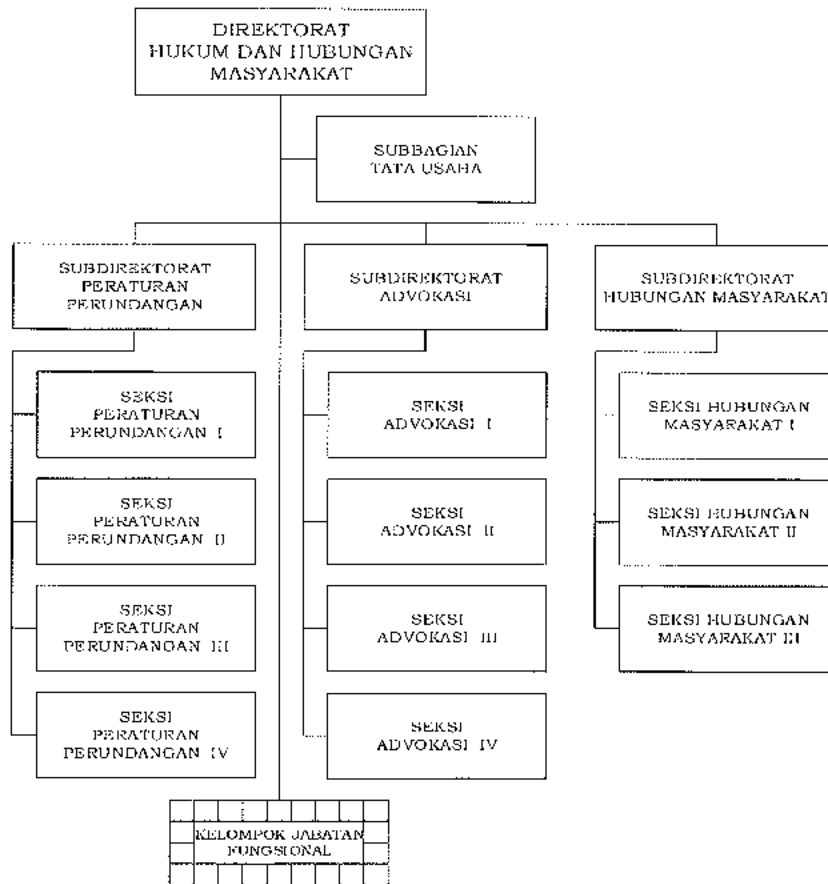 DIREKTORAT
HUKUM DAN HUBUNGAN
MASYARAKAT
SUBBAGIAN
TATA USAHA
SUBDIREKTORAT
PERATURAN
PERUNDANGAN
SUBDIREKTORAT
ADVOKASI
SUBDIREKTORAT
HUBUNGAN MASYARAKAT
SEKSI
PERATURAN
PERUNDANGAN I
SEKSI
ADVOKASI I
SEKSI HUBUNGAN
MASYARAKAT I
SEKSI
PERATURAN
PERUNDANGAN II
SEKSI
ADVOKASI II
SEKSI HUBUNGAN
MASYARAKAT II
SEKSI
PERATURAN
PERUNDANGAN III
SEKSI
ADVOKASI III
SEKSI HUBUNGAN
MASYARAKAT III
SEKSI
PERATURAN
PERUNDANGAN IV
SEKSI
ADVOKASI IV
KELOMPOK JABATAN
FUNGSIONAL